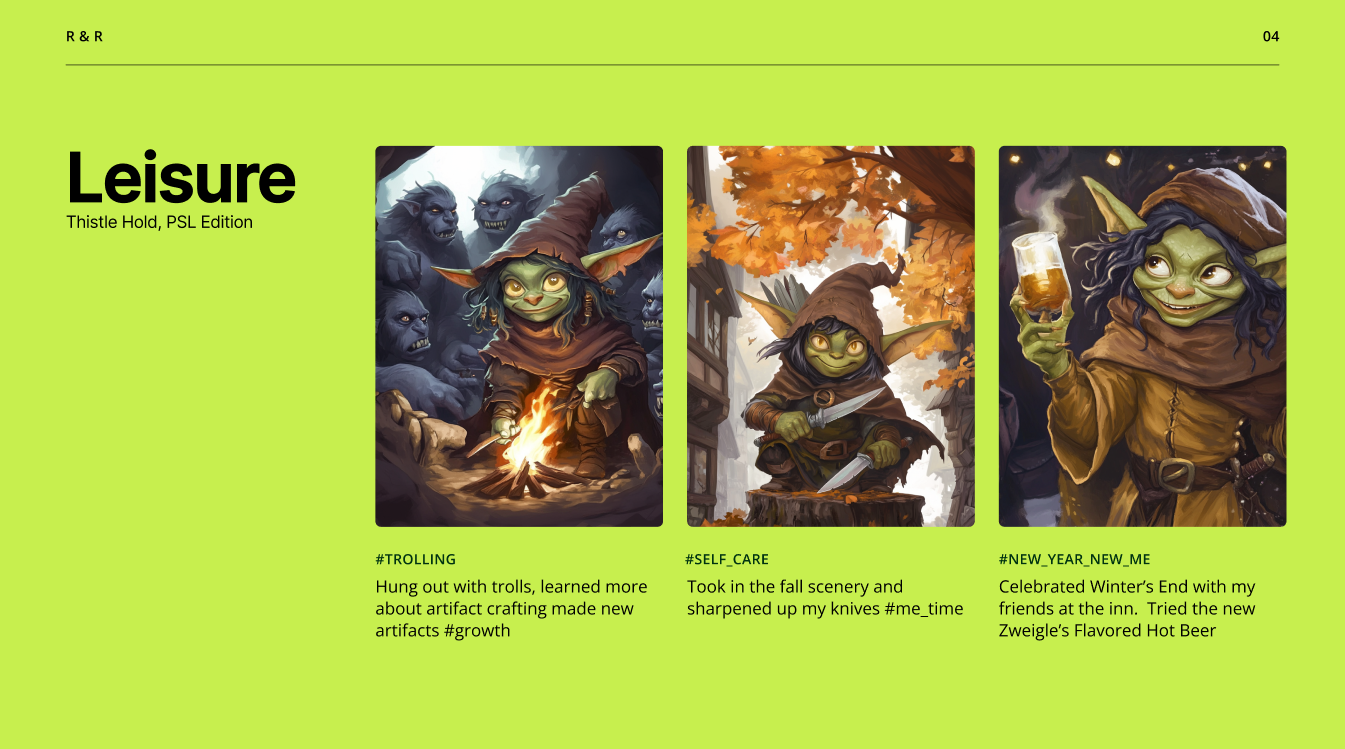 R & R
04
Leisure
Thistle Hold, PSL Edition
#TROLLING
Hung out with trolls, learned more
about artifact crafting made new
artifacts #growth
#SELF_CARE
Took in the fall scenery and
sharpened up my knives #me_time
#NEW_YEAR_NEW_ME
Celebrated Winter’s End with my
friends at the inn.  Tried the new
Zweigle’s Flavored Hot Beer